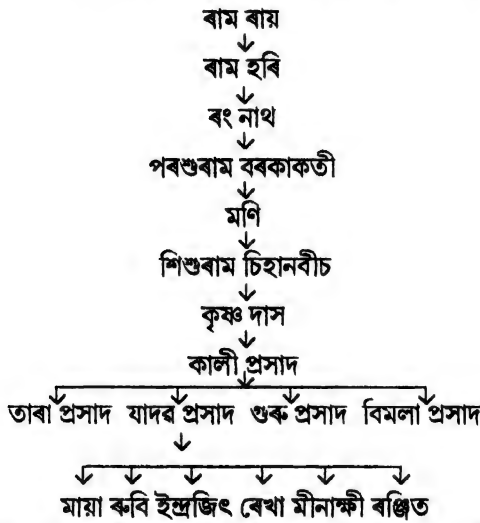 ৰাম ৰায়
ৰাম হৰি
ৰং নাথ
পৰশুৰাম বৰকাকতী
মণি
শিশুৰাম চিহানবীচ
কৃষ্ণ দাস
কালী প্ৰসাদ
তাৰা প্ৰসাদ যাদৱ প্ৰসাদ গুৰু প্ৰসাদ বিমলা প্ৰসাদ
মায়া ৰুবি ইন্দ্ৰজিৎ ৰেখা মীনাক্ষী ৰঞ্জিত